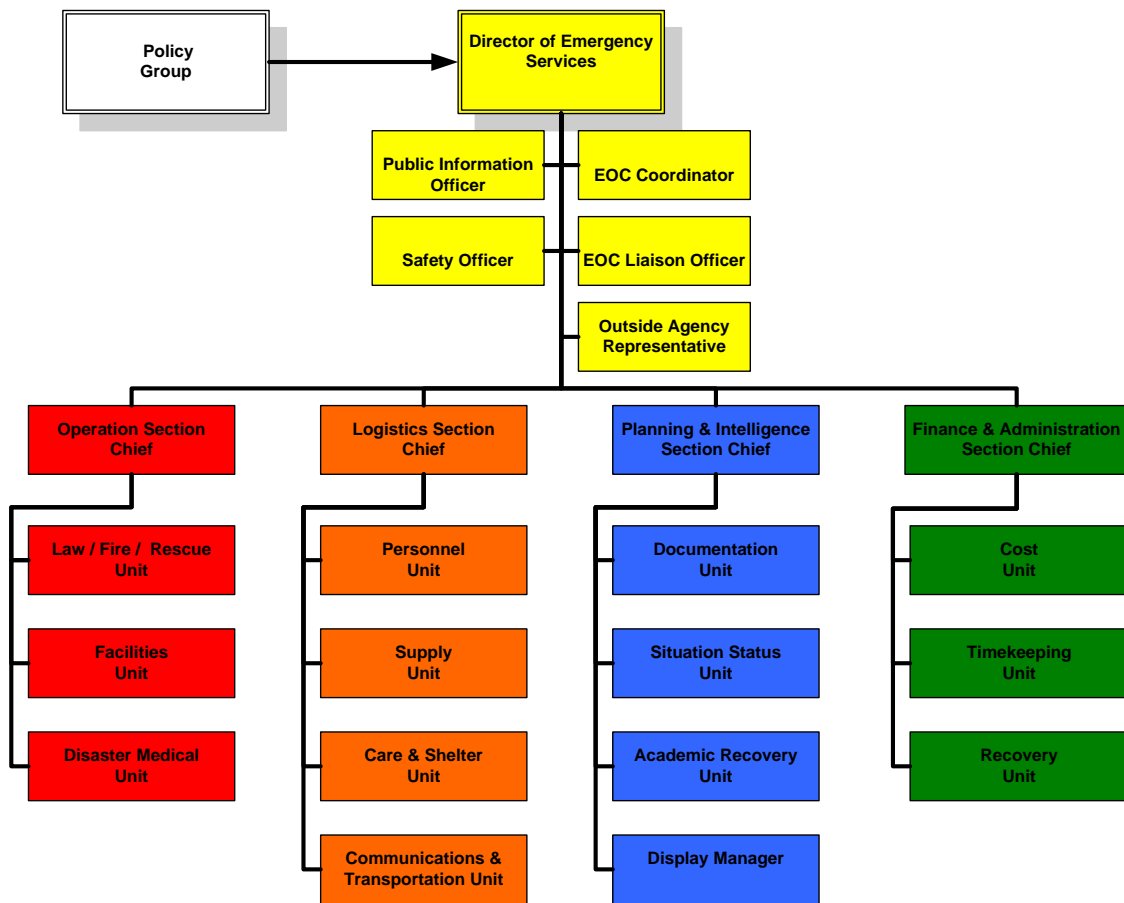 Policy
Group
Director of Emergency
Services
Public Information
Officer
EOC Coordinator
Safety Officer
EOC Liaison Officer
Outside Agency
Representative
Operation Section
Chief
Logistics Section
Chief
Planning & Intelligence
Section Chief
Finance & Administration
Section Chief
Law / Fire / Rescue
Unit
Personnel
Unit
Documentation
Unit
Cost
Unit
Facilities
Unit
Supply
Unit
Situation Status
Unit
Timekeeping
Unit
Disaster Medical
Unit
Care & Shelter
Unit
Academic Recovery
Unit
Recovery
Unit
Communications &
Transportation Unit
Display Manager